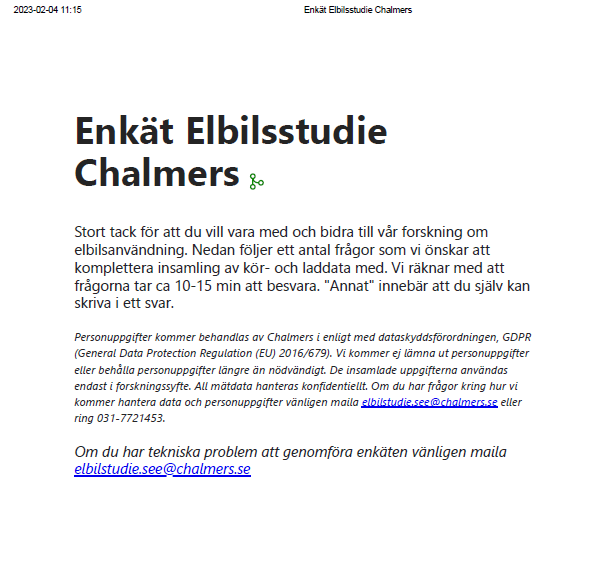 2023-02-04 11:15 Enkät Elbilsstudie Chalmers
Enkät Elbilsstudie
Chalmers
Stort tack för att du vill vara med och bidra till vår forskning om
elbilsanvändning. Nedan följer ett antal frågor som vi önskar att
komplettera insamling av kör- och laddata med. Vi räknar med att
frågorna tar ca 10-15 min att besvara. "Annat" innebär att du själv kan
skriva i ett svar.
Personuppgifter kommer behandlas av Chalmers i enligt med dataskyddsförordningen, GDPR
(General Data Protection Regulation (EU) 2016/679). Vi kommer ej lämna ut personuppgifter
eller behålla personuppgifter längre än nödvändigt. De insamlade uppgifterna användas
endast i forskningssyfte. All mätdata hanteras konfidentiellt. Om du har frågor kring hur vi
kommer hantera data och personuppgifter vänligen maila elbilstudie.see@chalmers.se eller
ring 031-7721453.
Om du har tekniska problem att genomföra enkäten vänligen maila
elbilstudie.see@chalmers.se